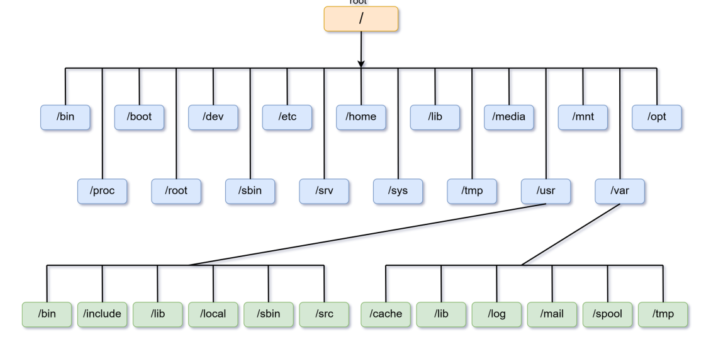 root
/
/bin
/boot
/dev
/etc
/home
/lib
/media
/mnt
/opt
/proc
/root
/sbin
/srv
/sys
/tmp
/usr
/var
/bin
/include
/lib
/local
/sbin
/src
/cache
/lib
/log
/mail
/spool
/tmp